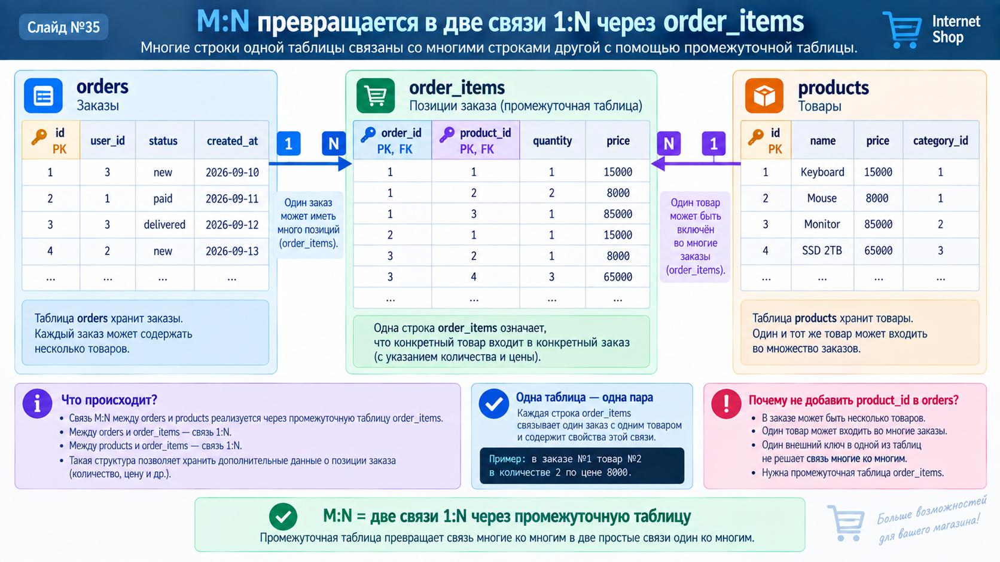 Слайд №35
M:N превращается в две связи 1:N через order_items
Многие строки одной таблицы связаны со многими строками другой с помощью промежуточной таблицы.
Internet
Shop
orders
Заказы
id
PK
user_id
status
created_at
1 3 new 2026-09-10
2 1 paid 2026-09-11
3 3 delivered 2026-09-12
4 2 new 2026-09-13
... ... ... ...
Таблица orders хранит заказы.
Каждый заказ может содержать
несколько товаров.
1 N
Один заказ
может иметь
много позиций
(order_items).
order_items
Позиции заказа (промежуточная таблица)
order_id
PK, FK
product_id
PK, FK
quantity
price
1 1 1 15000
1 2 2 8000
1 3 1 85000
2 1 1 15000
3 2 1 8000
3 4 3 65000
... ... ... ...
Одна строка order_items означает,
что конкретный товар входит в конкретный заказ
(с указанием количества и цены).
N 1
Один товар
может быть
включён
во многие
заказы
(order_items).
products
Товары
id
PK
name
price
category_id
1 Keyboard 15000 1
2 Mouse 8000 1
3 Monitor 85000 2
4 SSD 2TB 65000 3
... ... ... ...
Таблица products хранит товары.
Один и тот же товар может входить
во множество заказов.
Что происходит?
• Связь M:N между orders и products реализуется через промежуточную таблицу order_items.
• Между orders и order_items — связь 1:N.
• Между products и order_items — связь 1:N.
• Такая структура позволяет хранить дополнительные данные о позиции заказа
(количество, цену и др.).
Одна таблица — одна пара
Каждая строка order_items
связывает один заказ с одним товаром
и содержит свойства этой связи.
Пример: в заказе №1 товар №2
в количестве 2 по цене 8000.
Почему не добавить product_id в orders?
• В заказе может быть несколько товаров.
• Один товар может входить во многие заказы.
• Один внешний ключ в одной из таблиц
не решает связь многие ко многим.
• Нужна промежуточная таблица order_items.
M:N = две связи 1:N через промежуточную таблицу
Промежуточная таблица превращает связь многие ко многим в две простые связи один ко многим.
Больше возможностей
для вашего магазина!